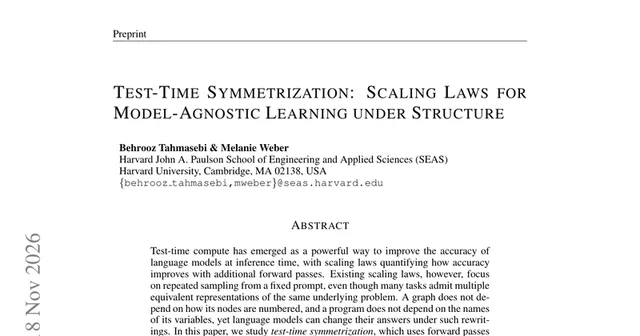 Preprint
TEST-TIME SYMMETRIZATION: SCALING LAWS FOR
MODEL-AGNOSTIC LEARNING UNDER STRUCTURE
Behrooz Tahmasebi & Melanie Weber
Harvard John A. Paulson School of Engineering and Applied Sciences (SEAS)
Harvard University, Cambridge, MA 02138, USA
{behrooz_tahmasebi,mweber}@seas.harvard.edu
ABSTRACT
Test-time compute has emerged as a powerful way to improve the accuracy of
language models at inference time, with scaling laws quantifying how accuracy
improves with additional forward passes. Existing scaling laws, however, focus
on repeated sampling from a fixed prompt, even though many tasks admit multiple
equivalent representations of the same underlying problem. A graph does not de-
pend on how its nodes are numbered, and a program does not depend on the names
of its variables, yet language models can change their answers under such rewrit-
ings. In this paper, we study test-time symmetrization, which uses forward passes
8 Nov 2026